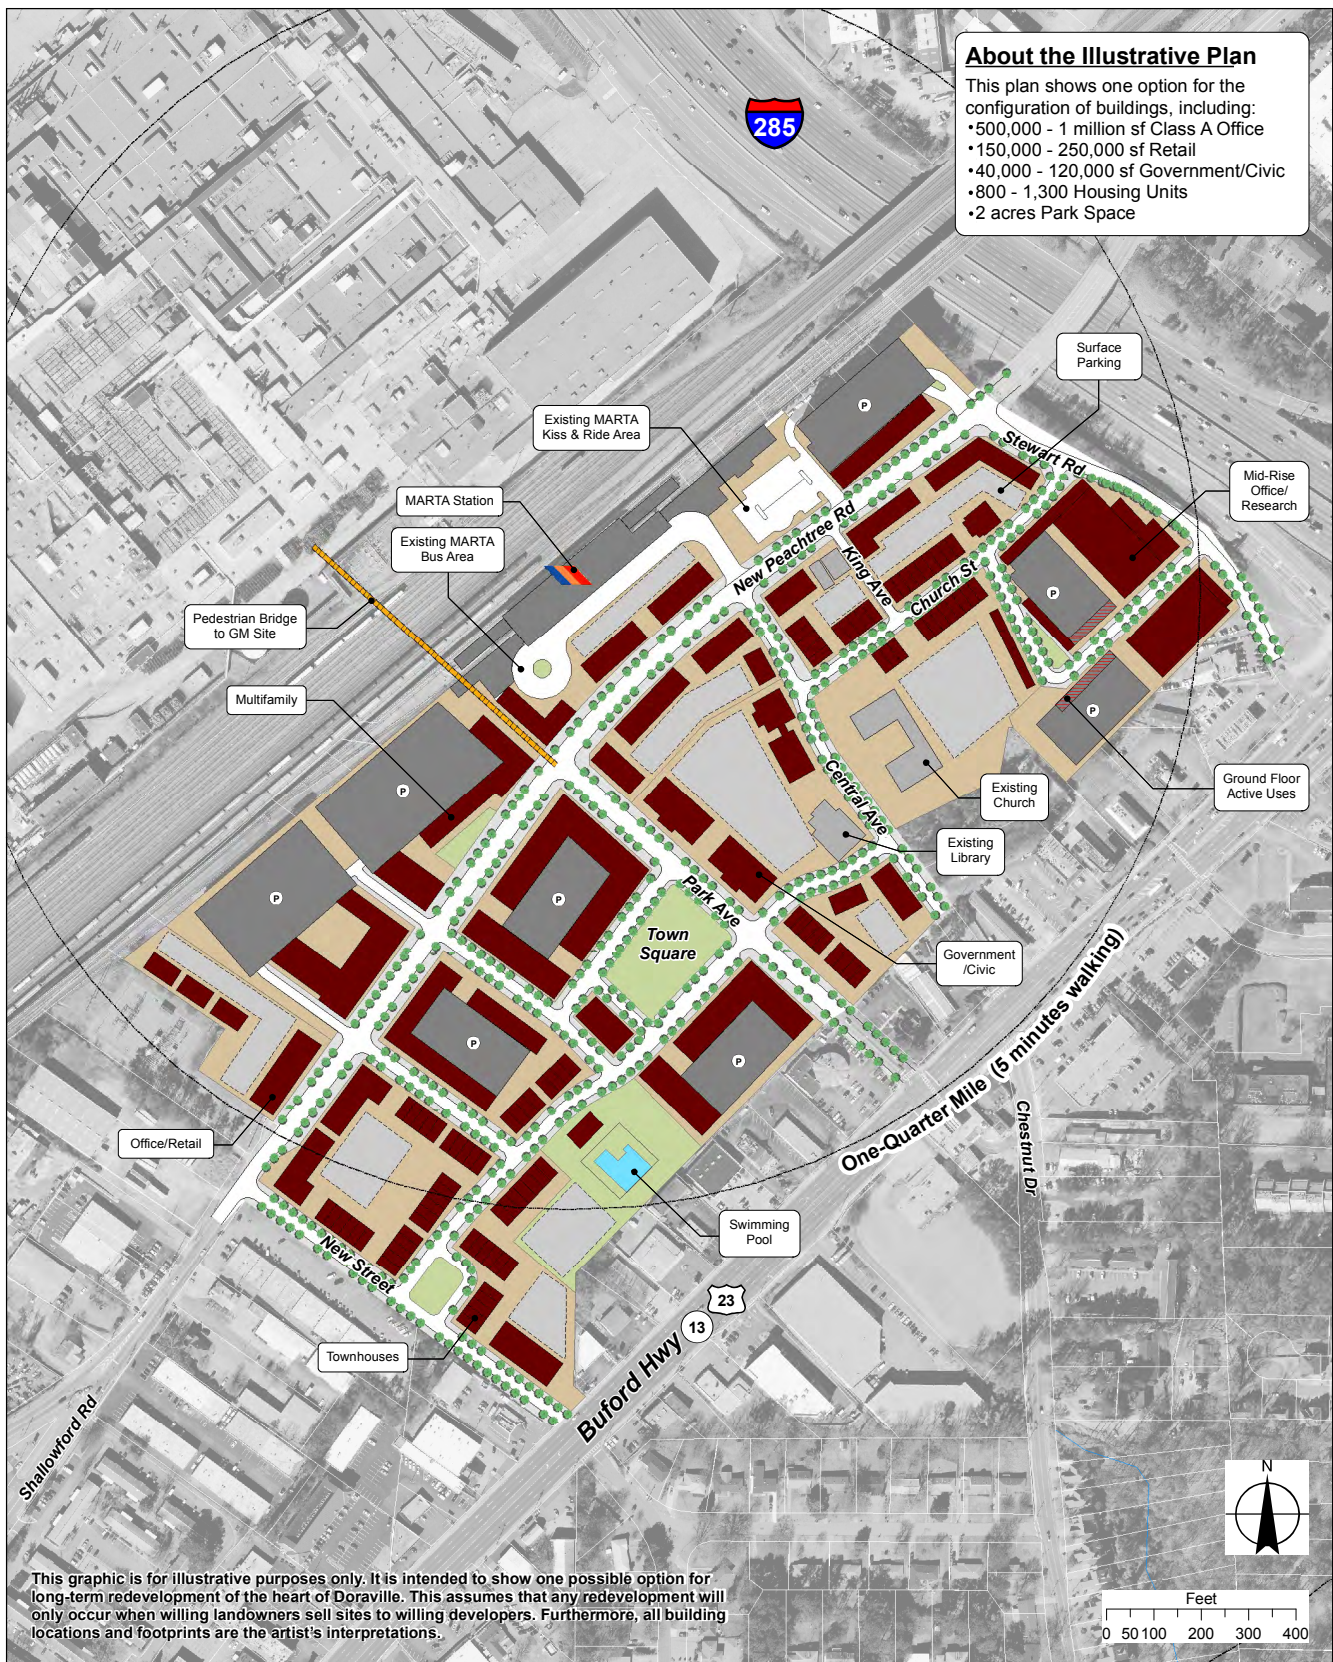 About the Illustrative Plan
This plan shows one option for the
configuration of buildings, including:
•500,000 - 1 million sf Class A Office
•150,000 - 250,000 sf Retail
•40,000 - 120,000 sf Government/Civic
•800 - 1,300 Housing Units
•2 acres Park Space
285
Surface
Parking
Existing MARTA
Kiss & Ride Area
P
Stewart Rd
Mid-Rise
Office/
Research
MARTA Station
New Peachtree Rd
Existing MARTA
Bus Area
King Ave
Church St
P
Pedestrian Bridge
to GM Site
Multifamily
P
Central Ave
Existing
Church
Ground Floor
Active Uses
P
Existing
Library
P
P
Park Ave
Town
Square
Government
/Civic
One-Quarter Mile (5 minutes walking)
P
P
Office/Retail
Chestnut Dr
Swimming
Pool
New Street
23
13
Buford Hwy
Townhouses
Shallowford Rd
N
This graphic is for illustrative purposes only. It is intended to show one possible option for
long-term redevelopment of the heart of Doraville. This assumes that any redevelopment will
only occur when willing landowners sell sites to willing developers. Furthermore, all building
locations and footprints are the artist's interpretations.
Feet
0 50 100 200 300 400